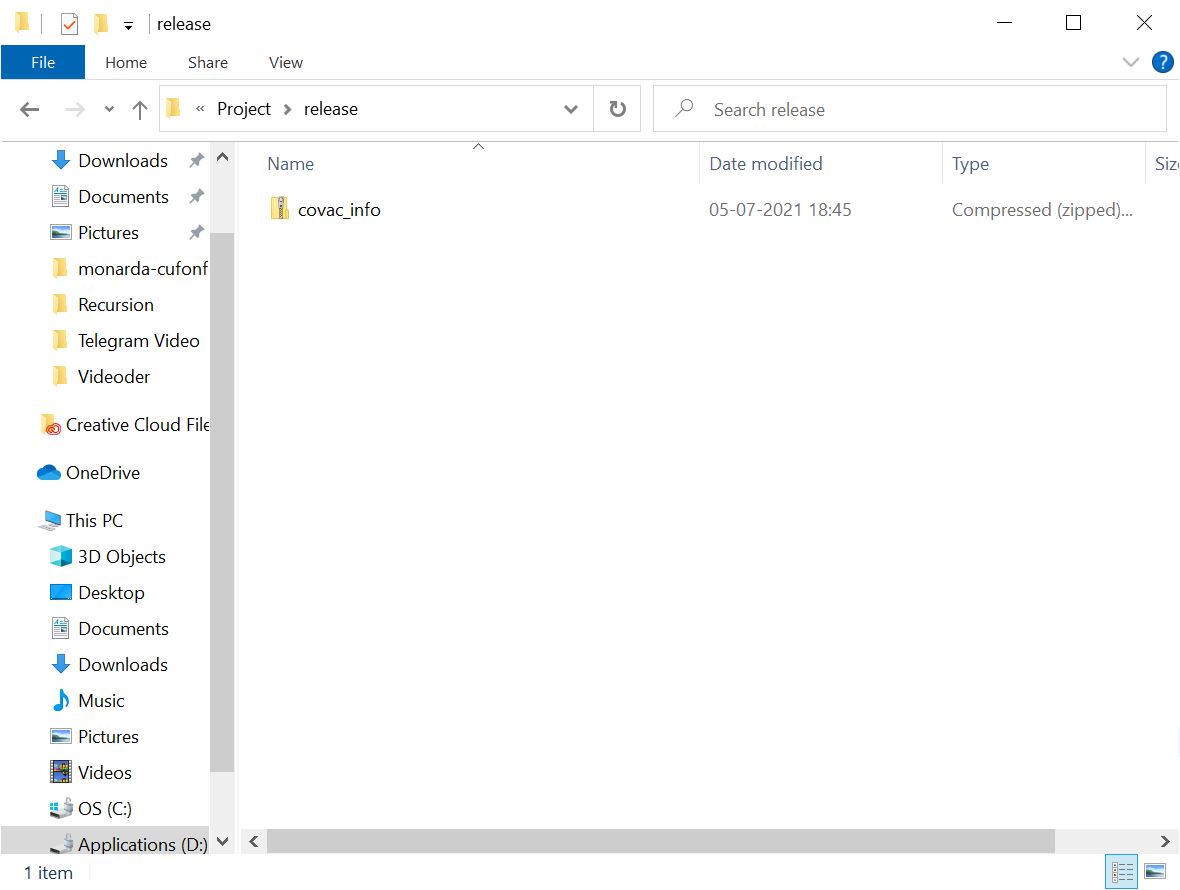 release
File Home Share View ?
« Project release
Search release
Name Date modified Type Siz
covac_info 05-07-2021 18:45 Compressed (zipped)...
Downloads
Documents
Pictures
monarda-cufonf
Recursion
Telegram Video
Videoder
Creative Cloud File
OneDrive
This PC
3D Objects
Desktop
Documents
Downloads
Music
Pictures
Videos
OS (C:)
Applications (D:)
1 item